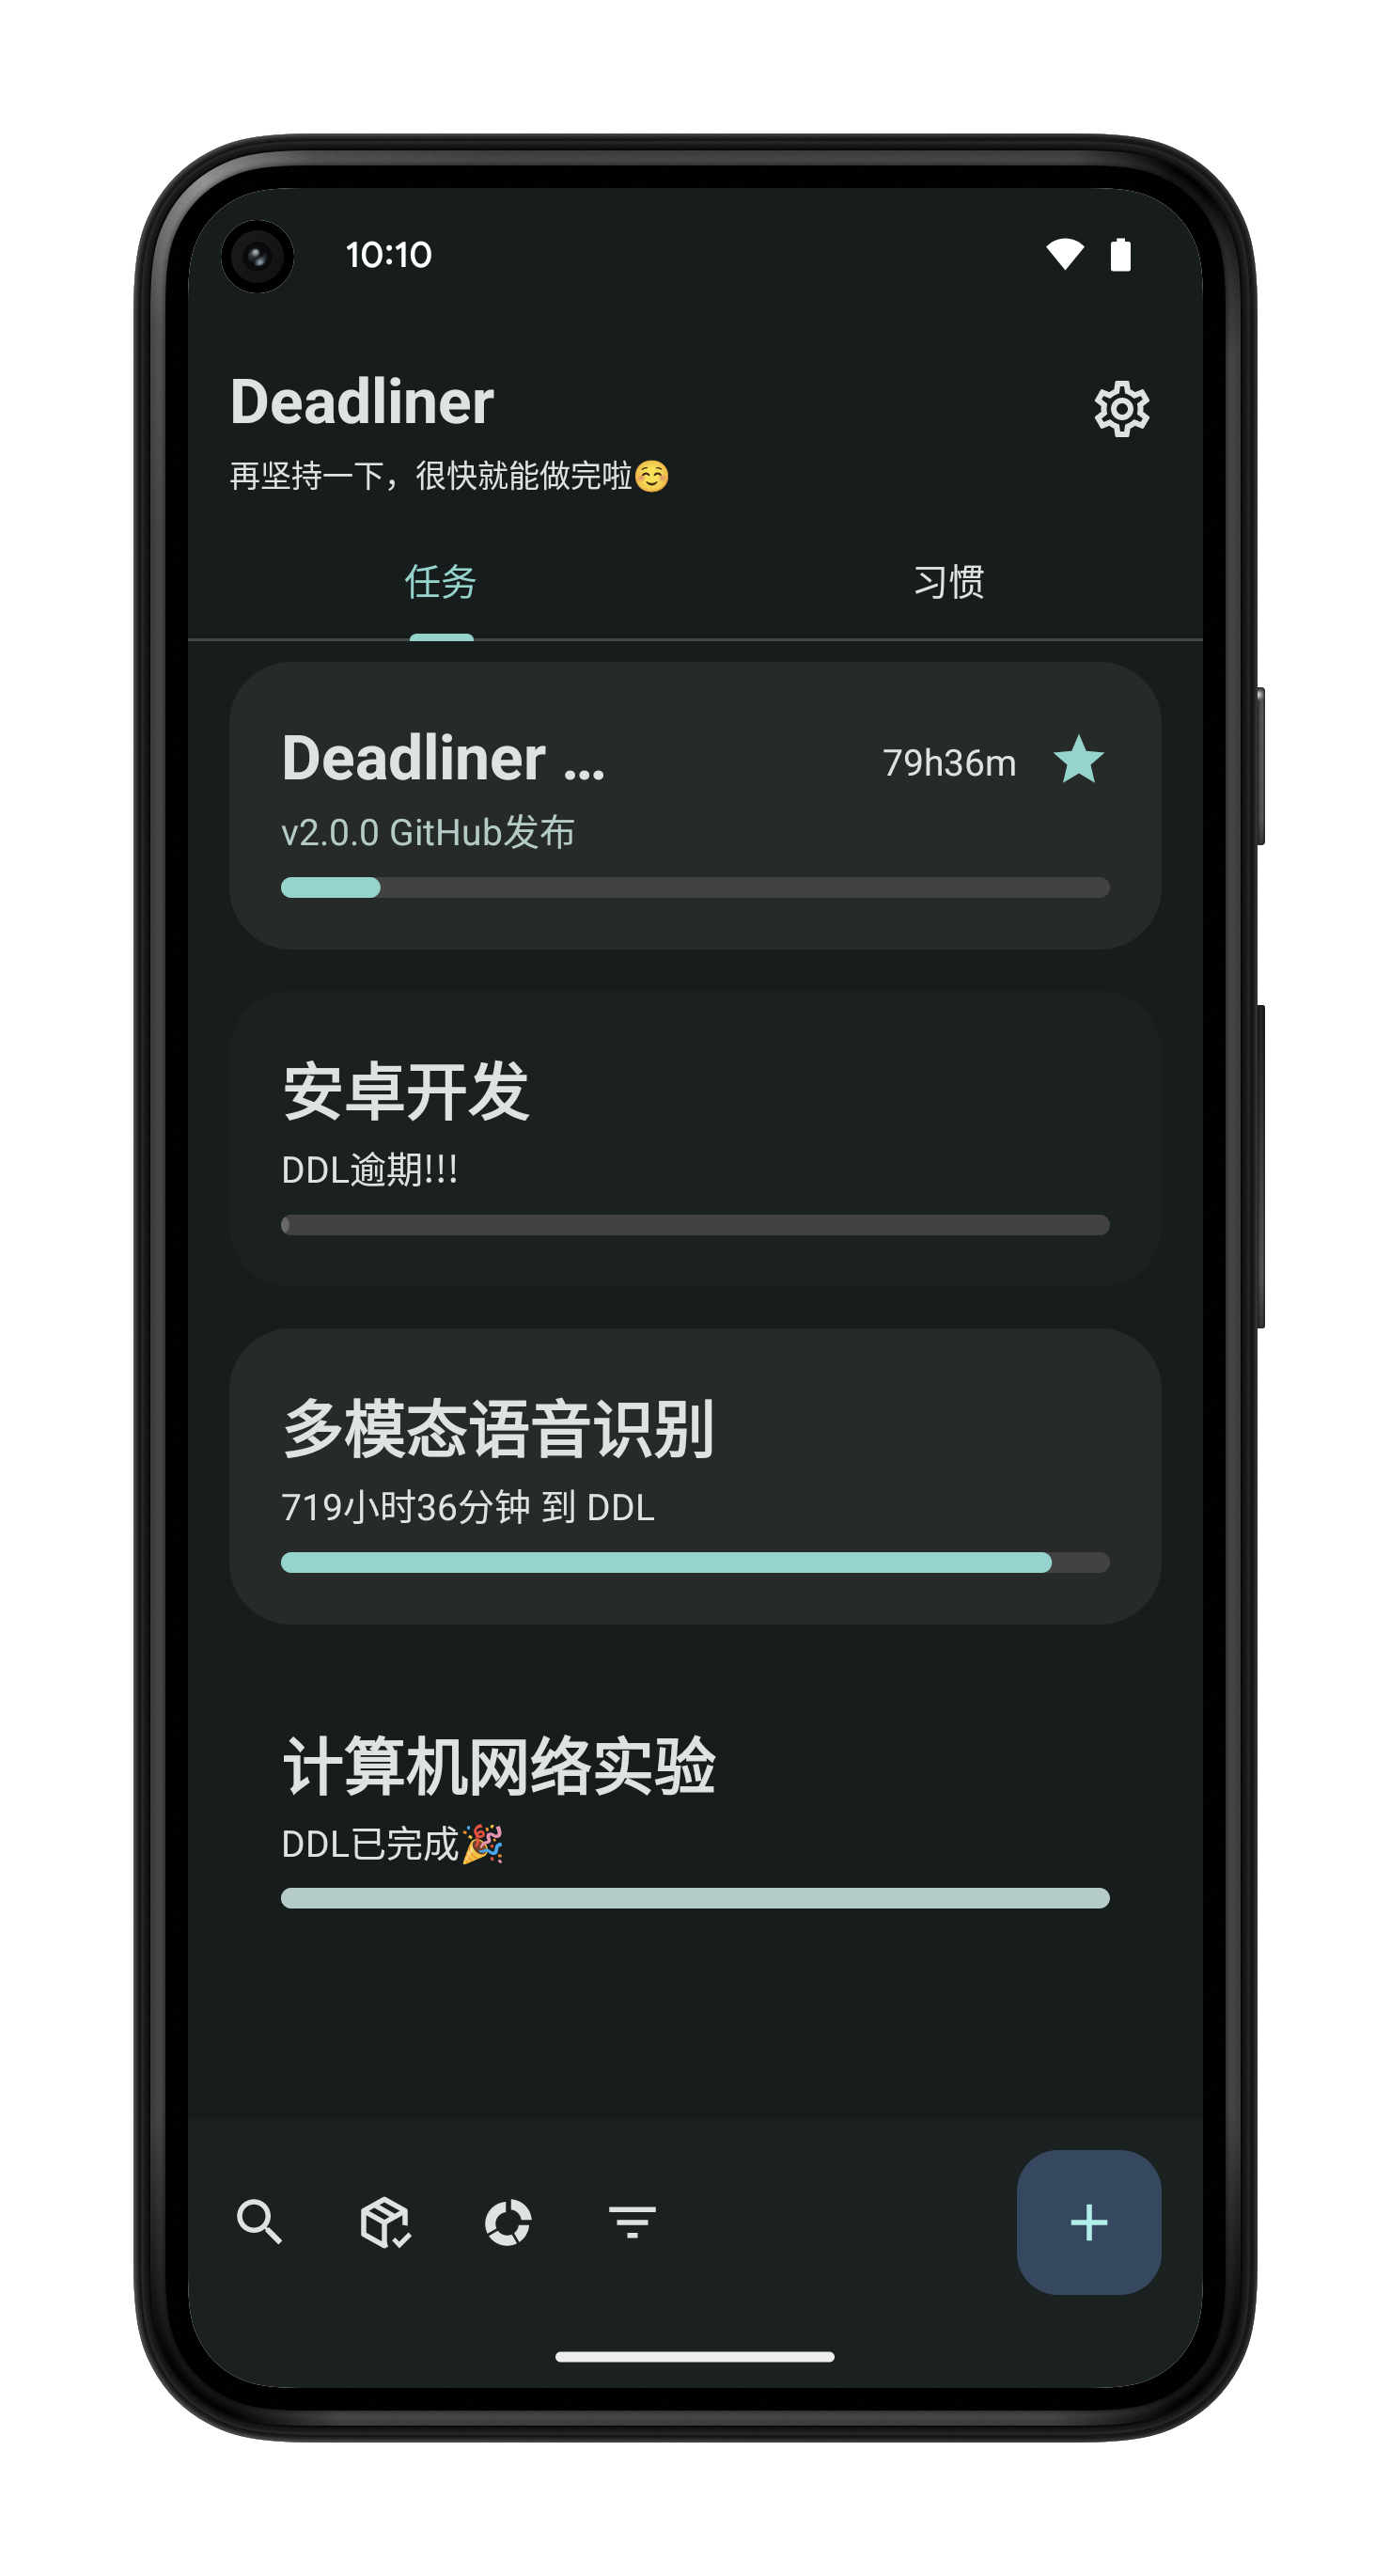 10:10
Deadliner
再坚持一下，很快就能做完啦☺️
任务
习惯
Deadliner ...
79h36m
v2.0.0 GitHub发布
安卓开发
DDL逾期!!!
多模态语音识别
719小时36分钟 到 DDL
计算机网络实验
DDL已完成🎉